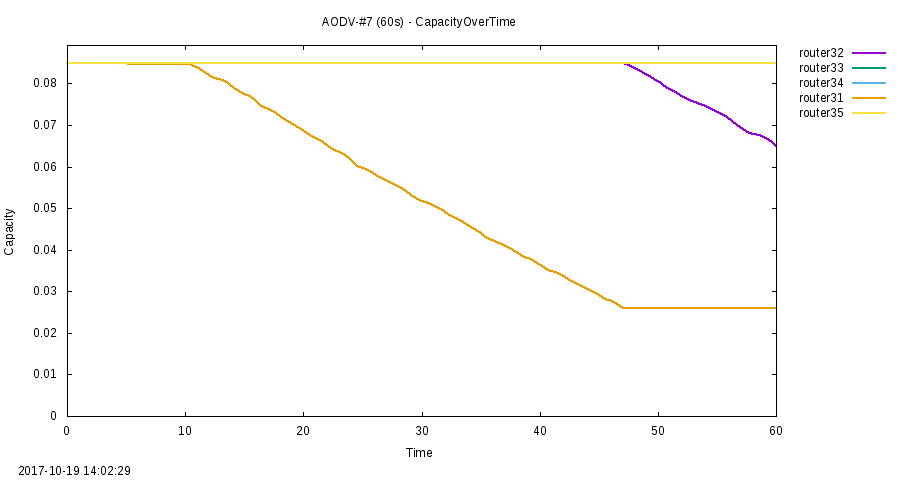 AODV-#7 (60s) - CapacityOverTime
router32
router33
router34
router31
router35
0.08
0.07
0.06
0.05
0.04
0.03
0.02
0.01
0
Capacity
0 10 20 30 40 50 60
Time
2017-10-19 14:02:29